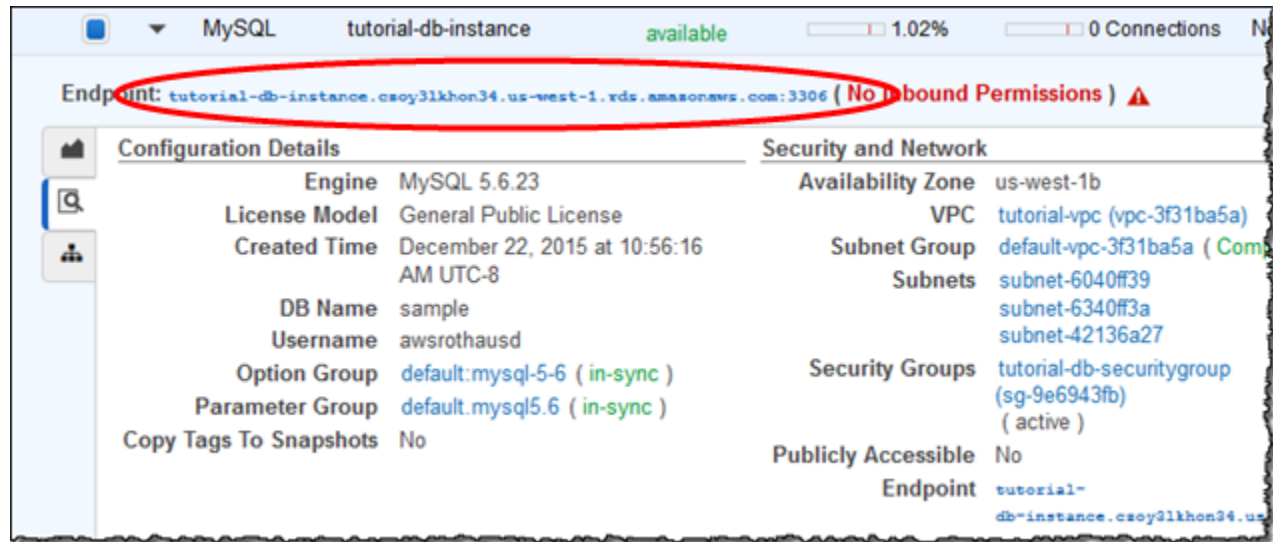 MySQL tutorial-db-instance available 1.02% 0 Connections
Endpoint: tutorial-db-instance.csoy31khon34.us-west-1.rds.amazonaws.com:3306 ( No Inbound Permissions )
Configuration Details Security and Network
Engine MySQL 5.6.23 Availability Zone us-west-1b
License Model General Public License VPC tutorial-vpc (vpc-3f31ba5a)
Created Time December 22, 2015 at 10:56:16 Subnet Group default-vpc-3f31ba5a (
AM UTC-8 Subnets subnet-6040ff39
DB Name sample subnet-6340ff3a
Username awsrothausd subnet-42136a27
Option Group default:mysql-5-6 ( in-sync ) Security Groups tutorial-db-securitygroup
Parameter Group default.mysql5.6 ( in-sync ) (sg-9e6943fb)
Copy Tags To Snapshots No ( active )
Publicly Accessible No
Endpoint tutorial-
db-instance.csoy31khon34.us